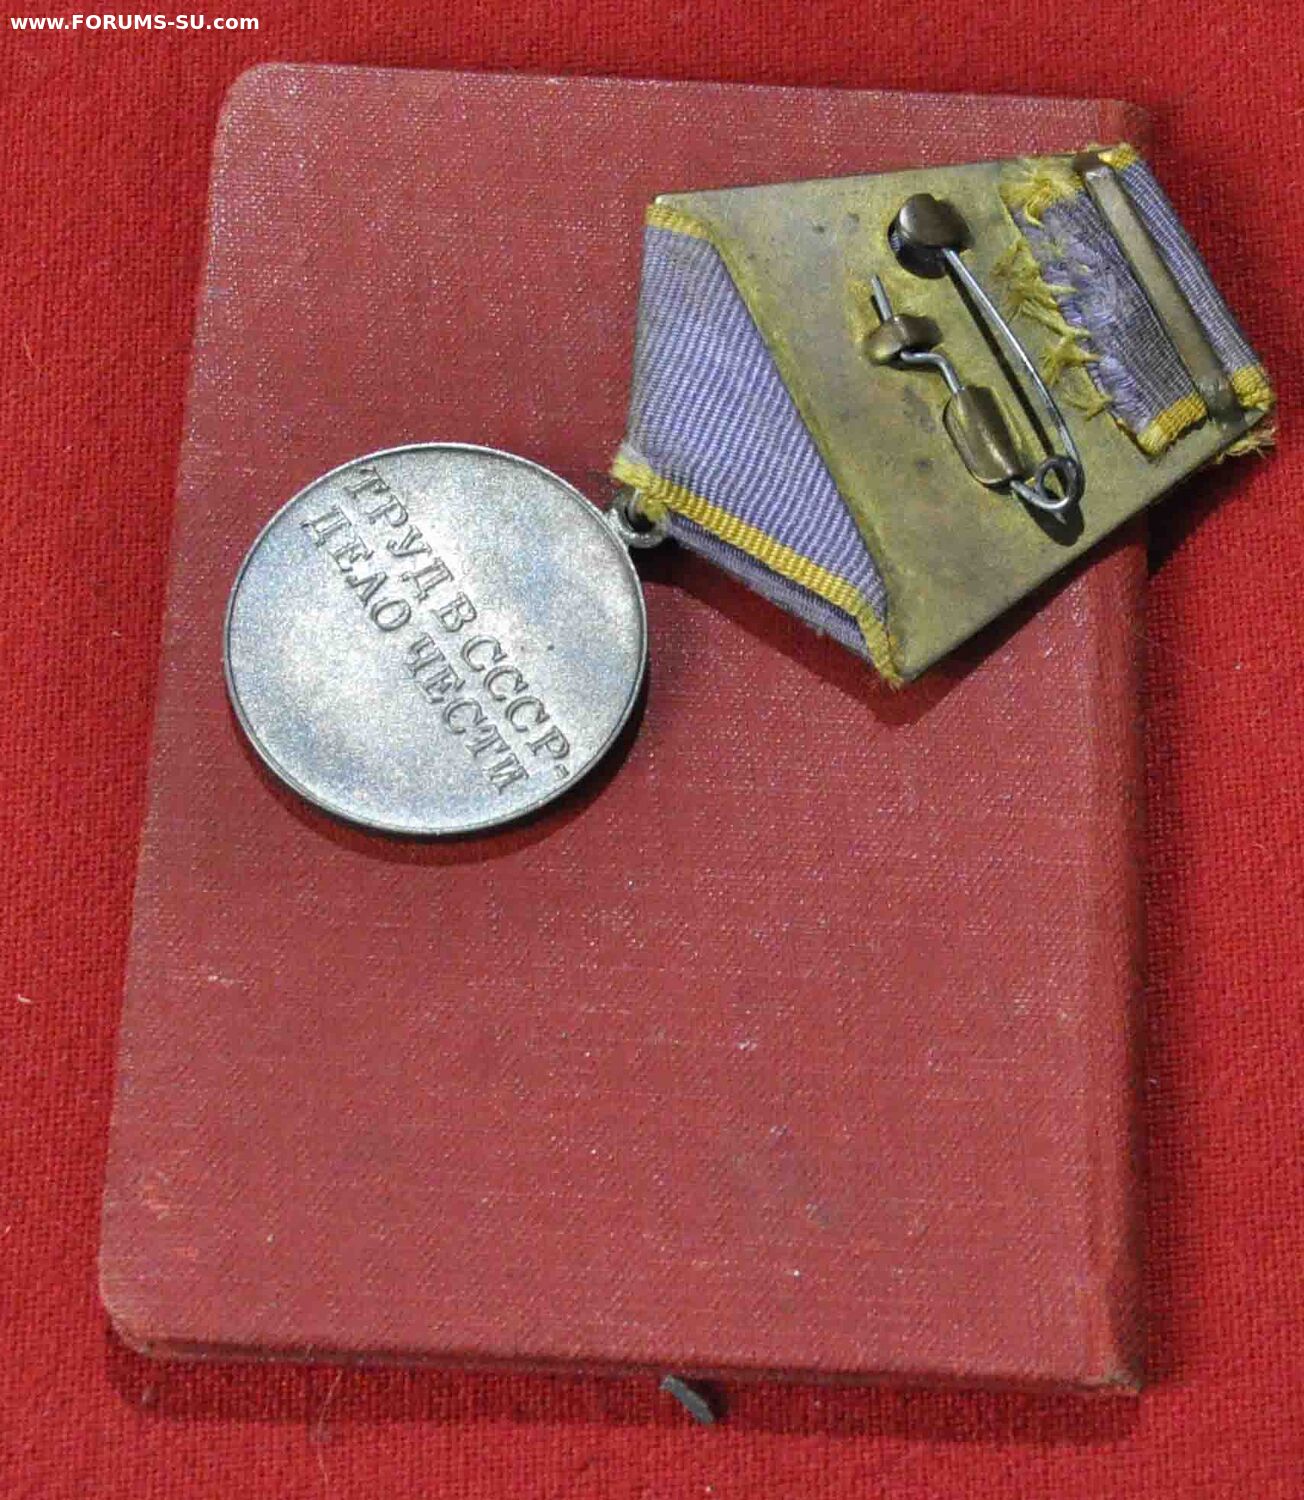 www.FORUMS-SU.com
ТРУД В СССР-
ДЕЛО ЧЕСТИ